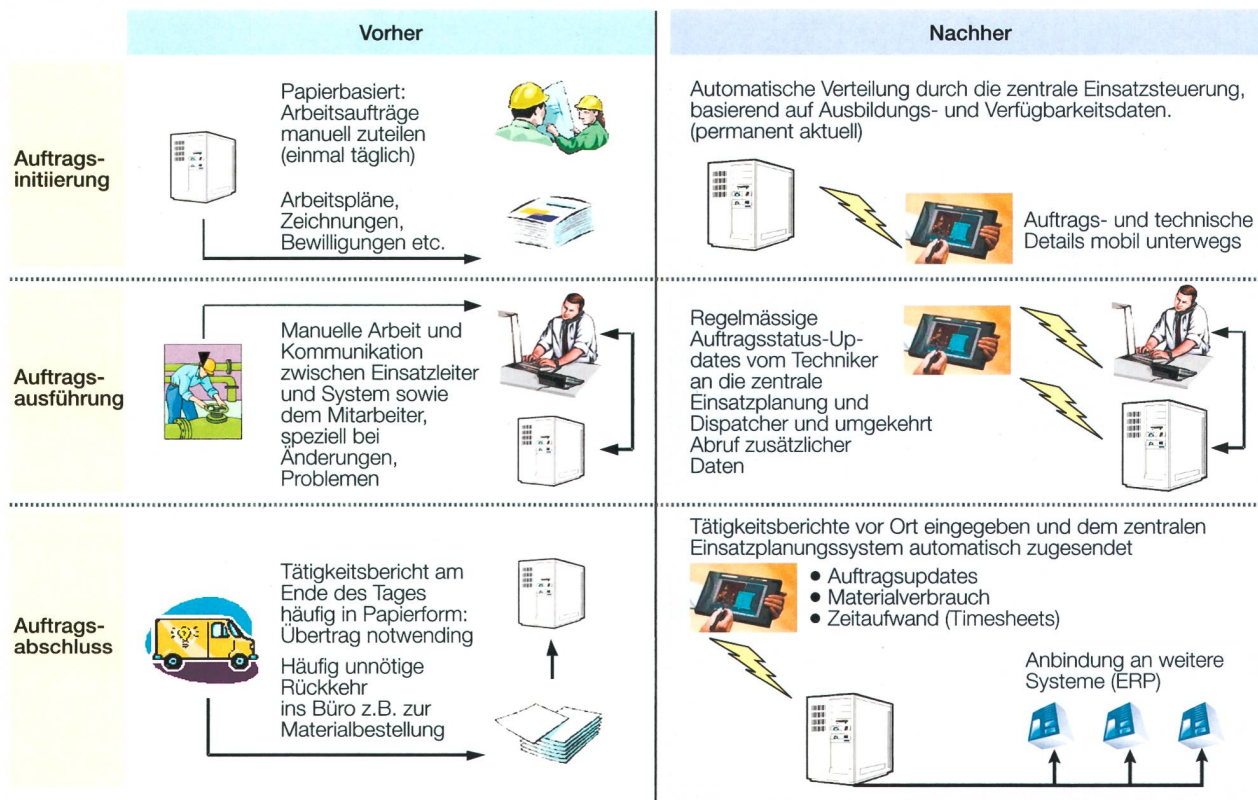 Vorher
Nachher
Auftrags-
initiierung
Papierbasiert:
Arbeitsaufträge
manuell zuteilen
(einmal täglich)
Arbeitspläne,
Zeichnungen,
Bewilligungen etc.
Automatische Verteilung durch die zentrale Einsatzsteuerung,
basierend auf Ausbildungs- und Verfügbarkeitsdaten.
(permanent aktuell)
Auftrags- und technische
Details mobil unterwegs
Auftrags-
ausführung
Manuelle Arbeit und
Kommunikation
zwischen Einsatzleiter
und System sowie
dem Mitarbeiter,
speziell bei
Änderungen,
Problemen
Regelmässige
Auftragsstatus-Up-
dates vom Techniker
an die zentrale
Einsatzplanung und
Dispatcher und umgekehrt
Abruf zusätzlicher
Daten
Auftrags-
abschluss
Tätigkeitsbericht am
Ende des Tages
häufig in Papierform:
Übertrag notwending
Häufig unnötige
Rückkehr
ins Büro z.B. zur
Materialbestellung
Tätigkeitsberichte vor Ort eingegeben und dem zentralen
Einsatzplanungssystem automatisch zugesendet
● Auftragsupdates
● Materialverbrauch
● Zeitaufwand (Timesheets)
Anbindung an weitere
Systeme (ERP)